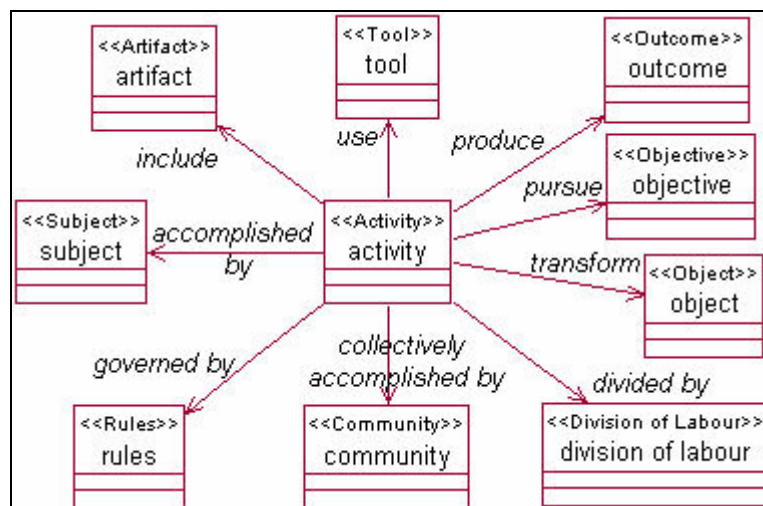 <<Artifact>>
artifact
<<Tool>>
tool
<<Outcome>>
outcome
include
use
produce
<<Objective>>
objective
pursue
<<Subject>>
subject
accomplished
by
<<Activity>>
activity
transform
<<Object>>
object
governed by
collectively
accomplished by
divided by
<<Rules>>
rules
<<Community>>
community
<<Division of Labour>>
division of labour